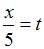 x/5 = t